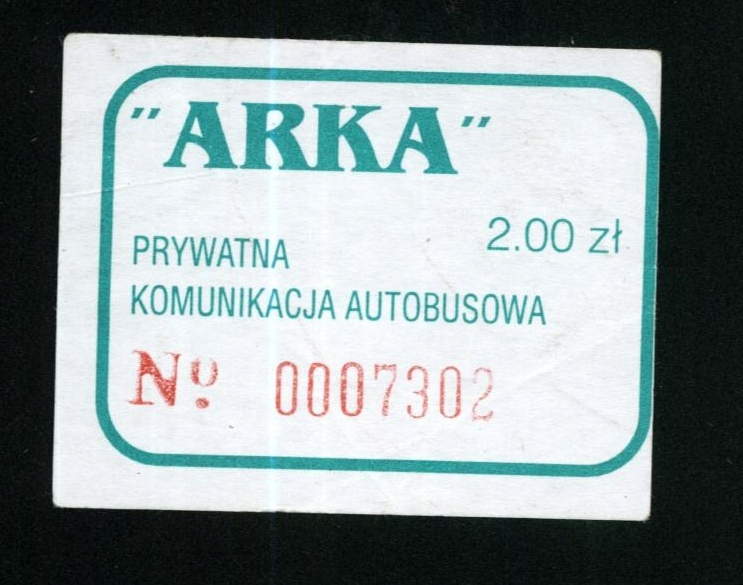 "ARKA"
2.00 zł
PRYWATNA
KOMUNIKACJA AUTOBUSOWA
Nº 0007302